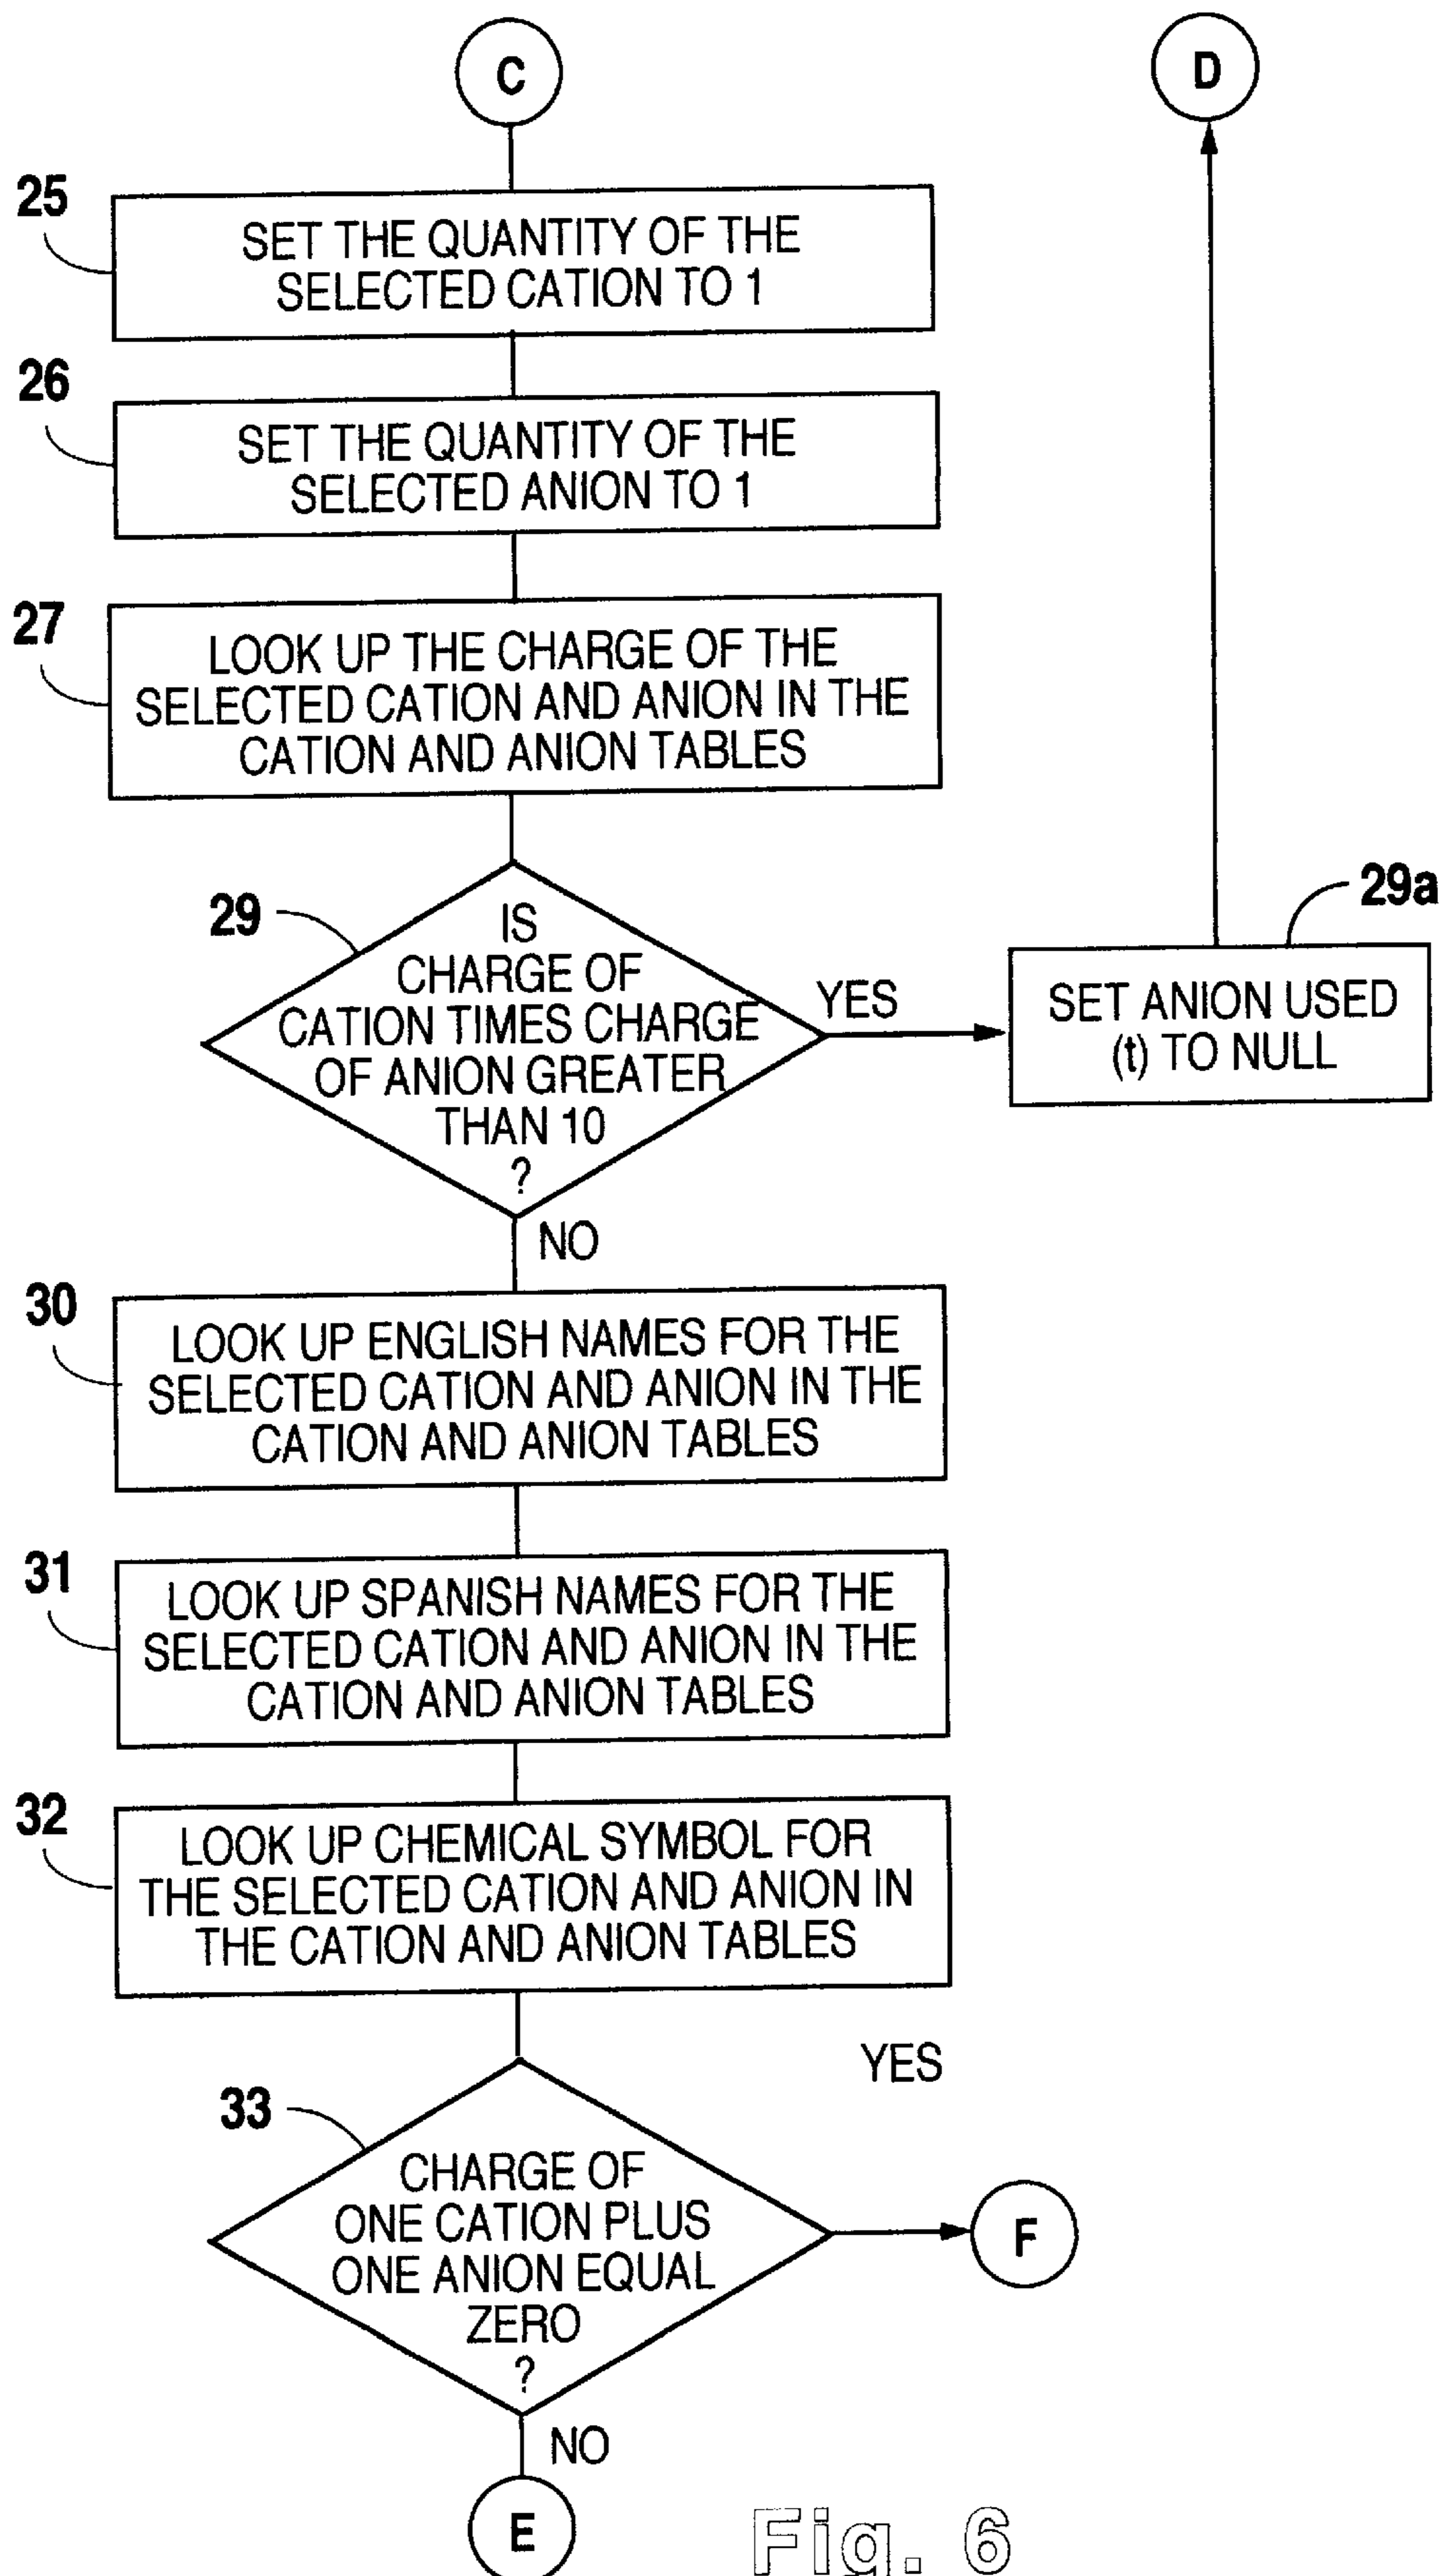 C
D
25
SET THE QUANTITY OF THE
SELECTED CATION TO 1
26
SET THE QUANTITY OF THE
SELECTED ANION TO 1
27
LOOK UP THE CHARGE OF THE
SELECTED CATION AND ANION IN THE
CATION AND ANION TABLES
29
IS
CHARGE OF
CATION TIMES CHARGE
OF ANION GREATER
THAN 10
?
YES
29a
SET ANION USED
(t) TO NULL
NO
30
LOOK UP ENGLISH NAMES FOR THE
SELECTED CATION AND ANION IN THE
CATION AND ANION TABLES
31
LOOK UP SPANISH NAMES FOR THE
SELECTED CATION AND ANION IN THE
CATION AND ANION TABLES
32
LOOK UP CHEMICAL SYMBOL FOR
THE SELECTED CATION AND ANION IN
THE CATION AND ANION TABLES
YES
33
CHARGE OF
ONE CATION PLUS
ONE ANION EQUAL
ZERO
?
F
NO
E
Fig. 6